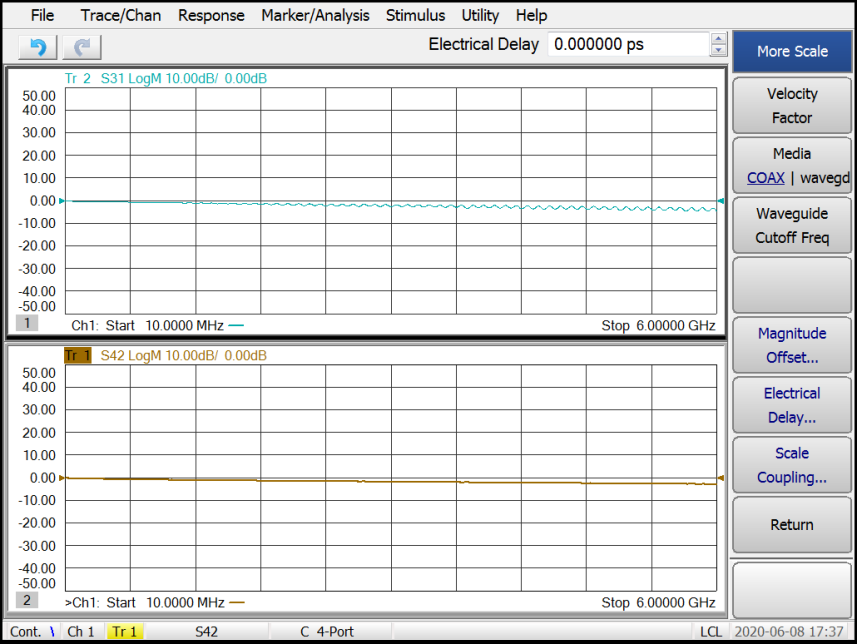 File Trace/Chan Response Marker/Analysis Stimulus Utility Help
Electrical Delay 0.000000 ps
More Scale
Velocity
Factor
Media
COAX | wavegd
Waveguide
Cutoff Freq
Magnitude
Offset...
Electrical
Delay...
Scale
Coupling...
Return
Tr 2 S31 LogM 10.00dB/ 0.00dB
50.00
40.00
30.00
20.00
10.00
0.00
-10.00
-20.00
-30.00
-40.00
-50.00
1 Ch1: Start 10.0000 MHz Stop 6.00000 GHz
Tr 1 S42 LogM 10.00dB/ 0.00dB
50.00
40.00
30.00
20.00
10.00
0.00
-10.00
-20.00
-30.00
-40.00
-50.00
2 >Ch1: Start 10.0000 MHz Stop 6.00000 GHz
Cont. \ Ch 1 Tr 1 S42 C 4-Port LCL 2020-06-08 17:37